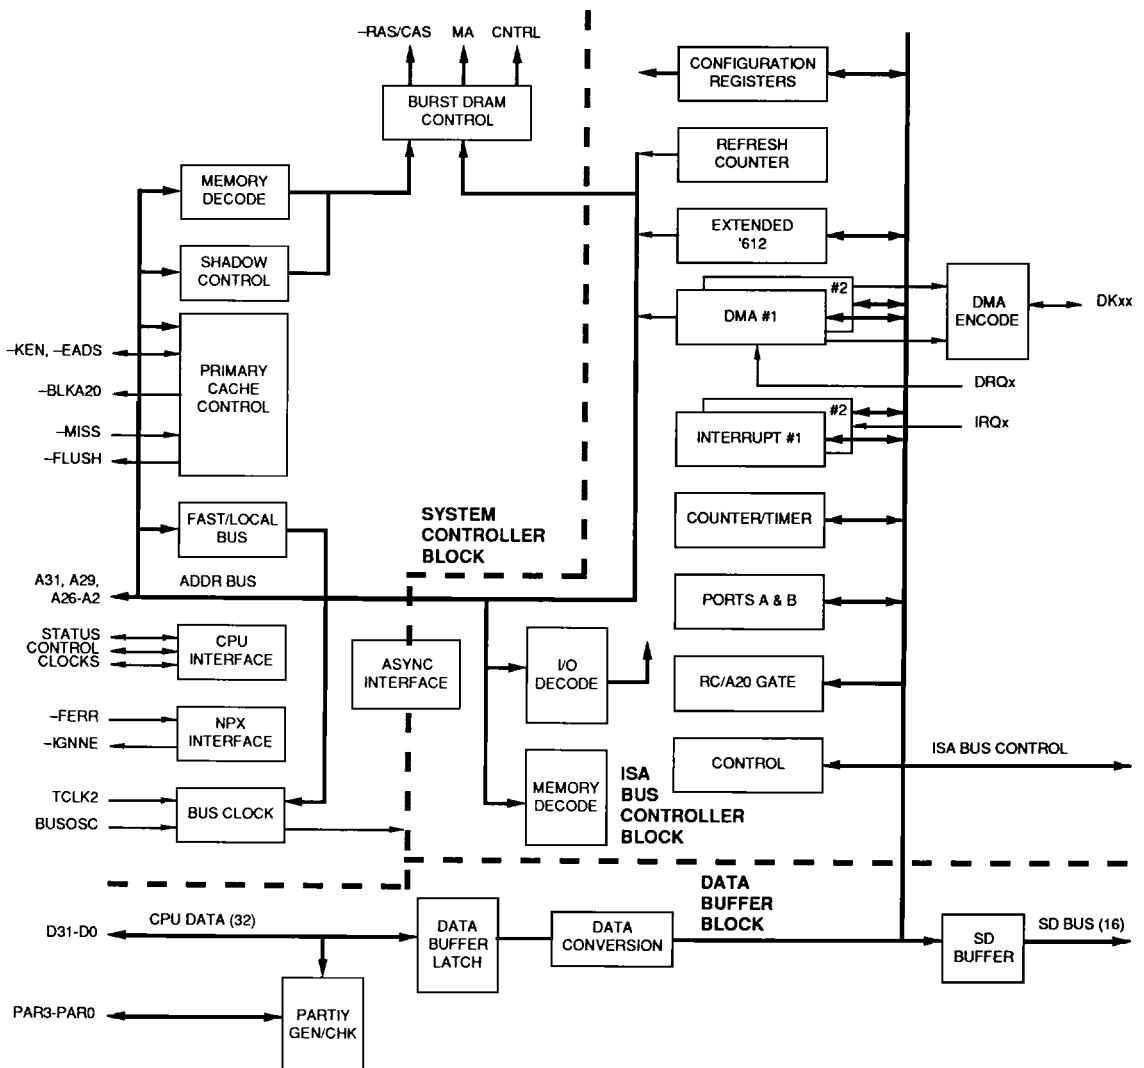 –RAS/CAS MA CNTRL
BURST DRAM
CONTROL
CONFIGURATION
REGISTERS
REFRESH
COUNTER
MEMORY
DECODE
EXTENDED
'612
SHADOW
CONTROL
#2
DMA #1
DMA
ENCODE
DKxx
–KEN, –EADS
–BLKA20
–MISS
–FLUSH
PRIMARY
CACHE
CONTROL
DRQx
#2
IRQx
INTERRUPT #1
FAST/LOCAL
BUS
SYSTEM
CONTROLLER
BLOCK
COUNTER/TIMER
A31, A29,
A26-A2
ADDR BUS
PORTS A & B
STATUS
CONTROL
CLOCKS
CPU
INTERFACE
ASYNC
INTERFACE
I/O
DECODE
RC/A20 GATE
–FERR
–IGNNE
NPX
INTERFACE
CONTROL
ISA BUS CONTROL
TCLK2
BUSOSC
BUS CLOCK
MEMORY
DECODE
ISA
BUS
CONTROLLER
BLOCK
DATA
BUFFER
BLOCK
D31-D0
CPU DATA (32)
DATA
BUFFER
LATCH
DATA
CONVERSION
SD
BUFFER
SD BUS (16)
PAR3-PAR0
PARTIY
GEN/CHK